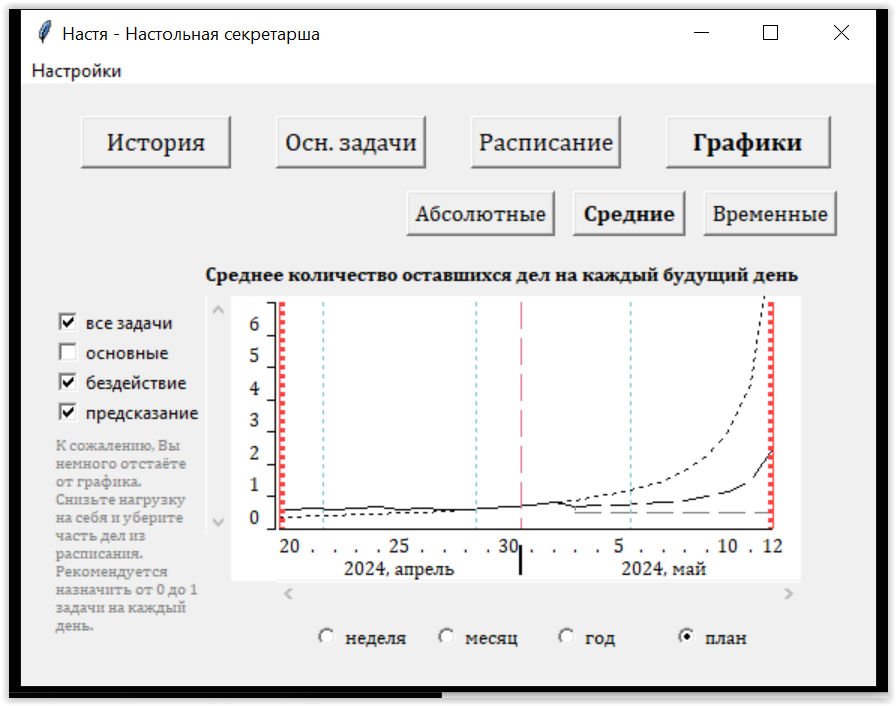 Настя - Настольная секретарша
Настройки
История Осн. задачи Расписание Графики
Абсолютные Средние Временные
Среднее количество оставшихся дел на каждый будущий день
все задачи
основные
бездействие
предсказание
К сожалению, Вы
немного отстаёте
от графика.
Снизьте нагрузку
на себя и уберите
часть дел из
расписания.
Рекомендуется
назначить от 0 до 1
задачи на каждый
день.
6
5
4
3
2
1
0
20 . . . . 25 . . . . 30 . . . . 5 . . . . 10 . 12
2024, апрель 2024, май
неделя месяц год план